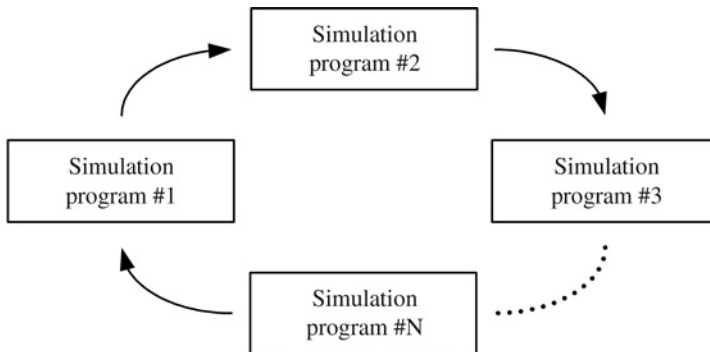 Simulation
program #2
Simulation
program #1
Simulation
program #3
Simulation
program #N